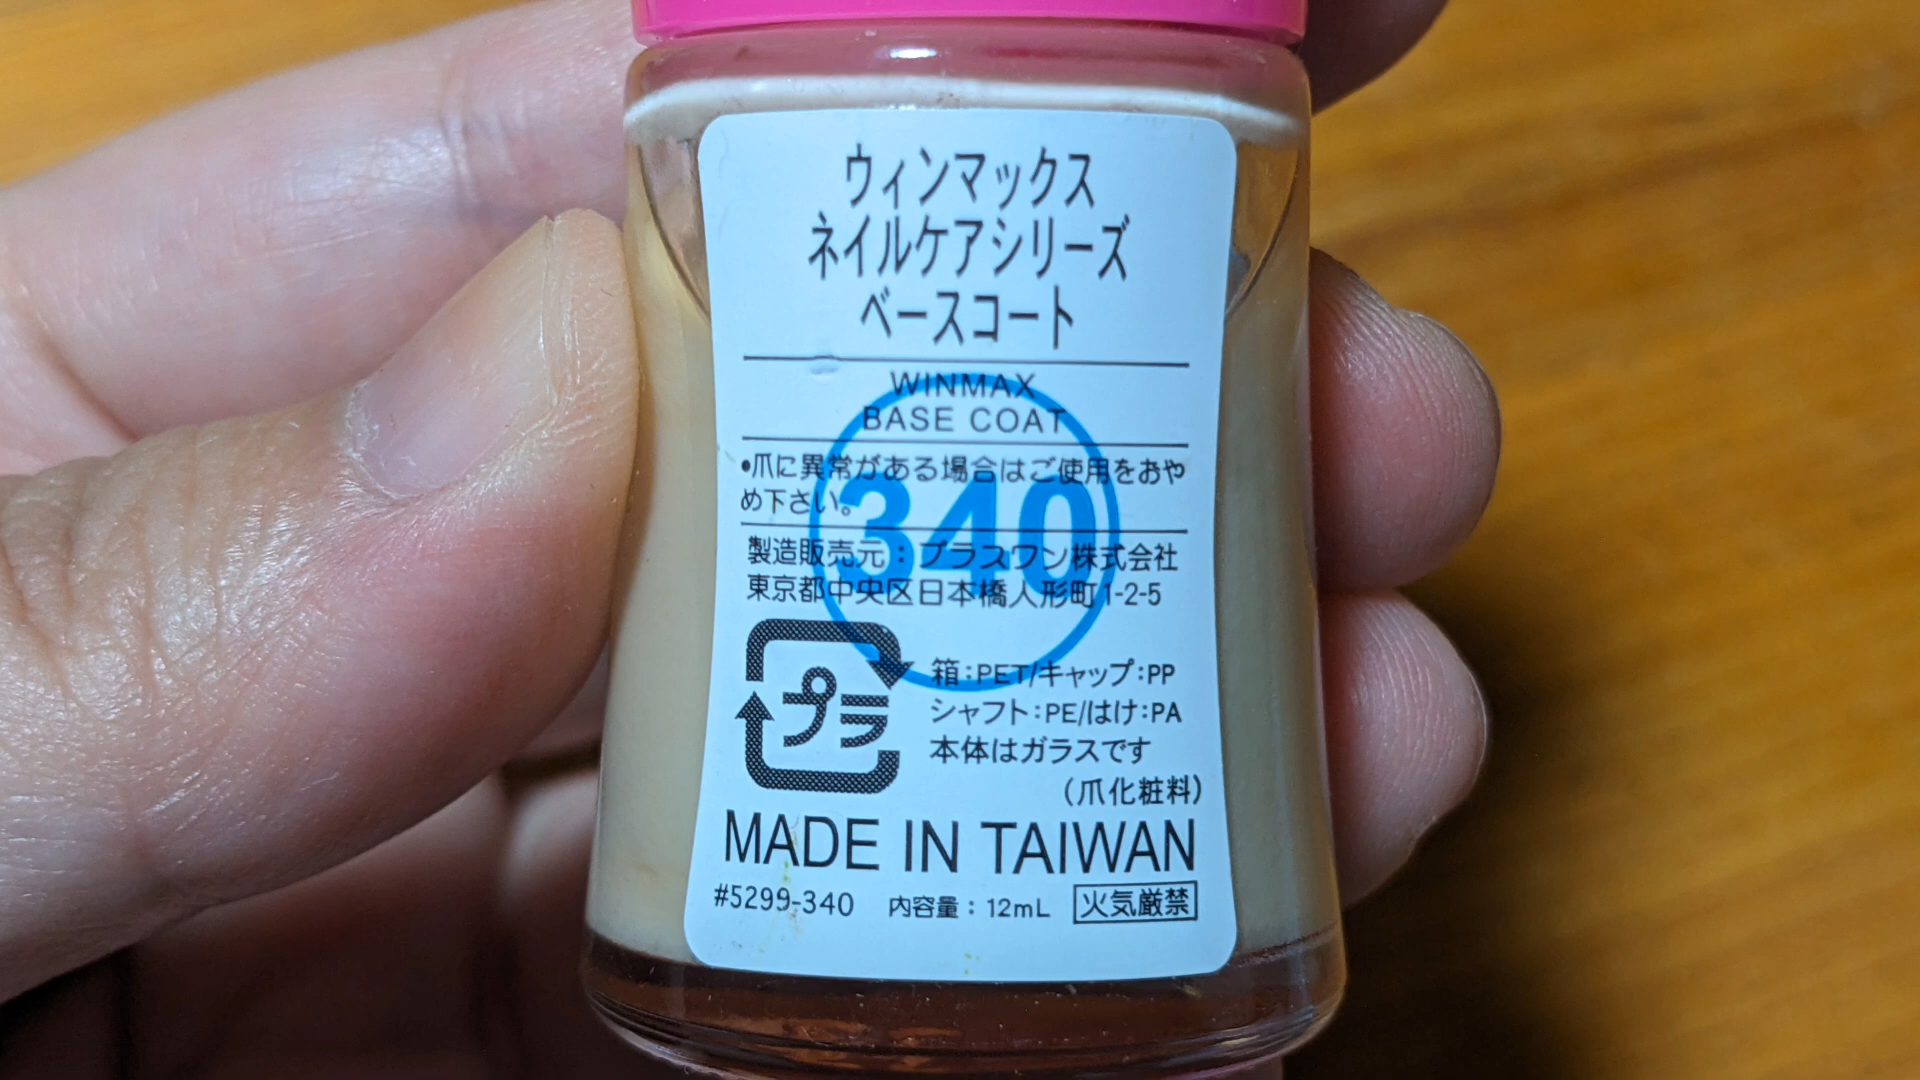 ウィンマックス
ネイルケアシリーズ
ベースコート
WINMAX
BASE COAT
•爪に異常がある場合はご使用をおや
め下さい。
340
製造販売元：プラスワン株式会社
東京都中央区日本橋人形町1-2-5
プラ
箱:PET/キャップ:PP
シャフト:PE/はけ:PA
本体はガラスです
(爪化粧料)
MADE IN TAIWAN
#5299-340 内容量：12mL 火気厳禁